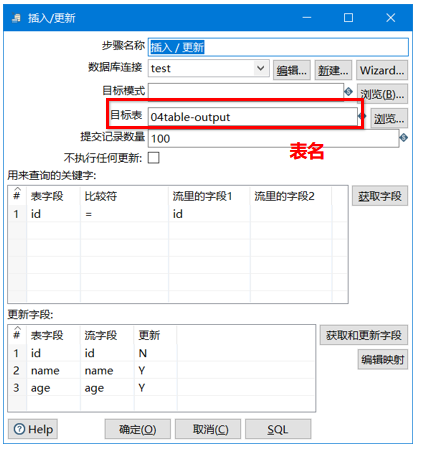 插入/更新
步骤名称 插入 / 更新
数据库连接 test 编辑... 新建... Wizard...
目标模式 浏览(B)...
目标表 04table-output 浏览...
提交记录数量 100
表名
不执行任何更新:
用来查询的关键字:
# 表字段 比较符 流里的字段1 流里的字段2 获取字段
1 id = id
更新字段:
# 表字段 流字段 更新 获取和更新字段
1 id id N
编辑映射
2 name name Y
3 age age Y
Help 确定(O) 取消(C) SQL